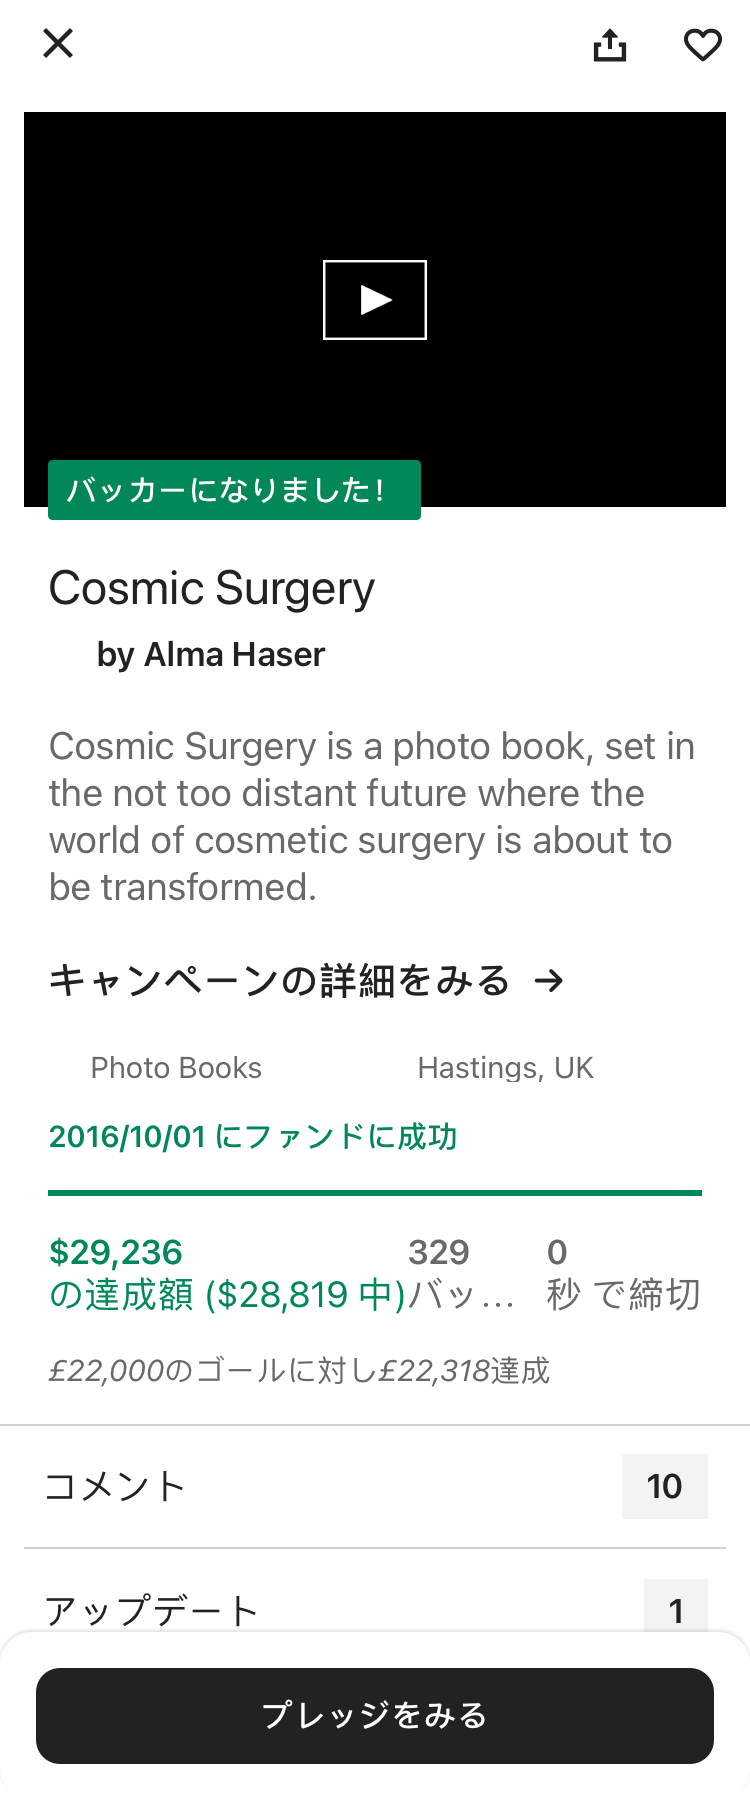 バッカーになりました！
Cosmic Surgery
by Alma Haser
Cosmic Surgery is a photo book, set in
the not too distant future where the
world of cosmetic surgery is about to
be transformed.
キャンペーンの詳細をみる →
Photo Books
Hastings, UK
2016/10/01 にファンドに成功
$29,236
の達成額 ($28,819 中)
329
バッ...
0
秒 で締切
£22,000のゴールに対し£22,318達成
コメント
10
アップデート
1
プレッジをみる